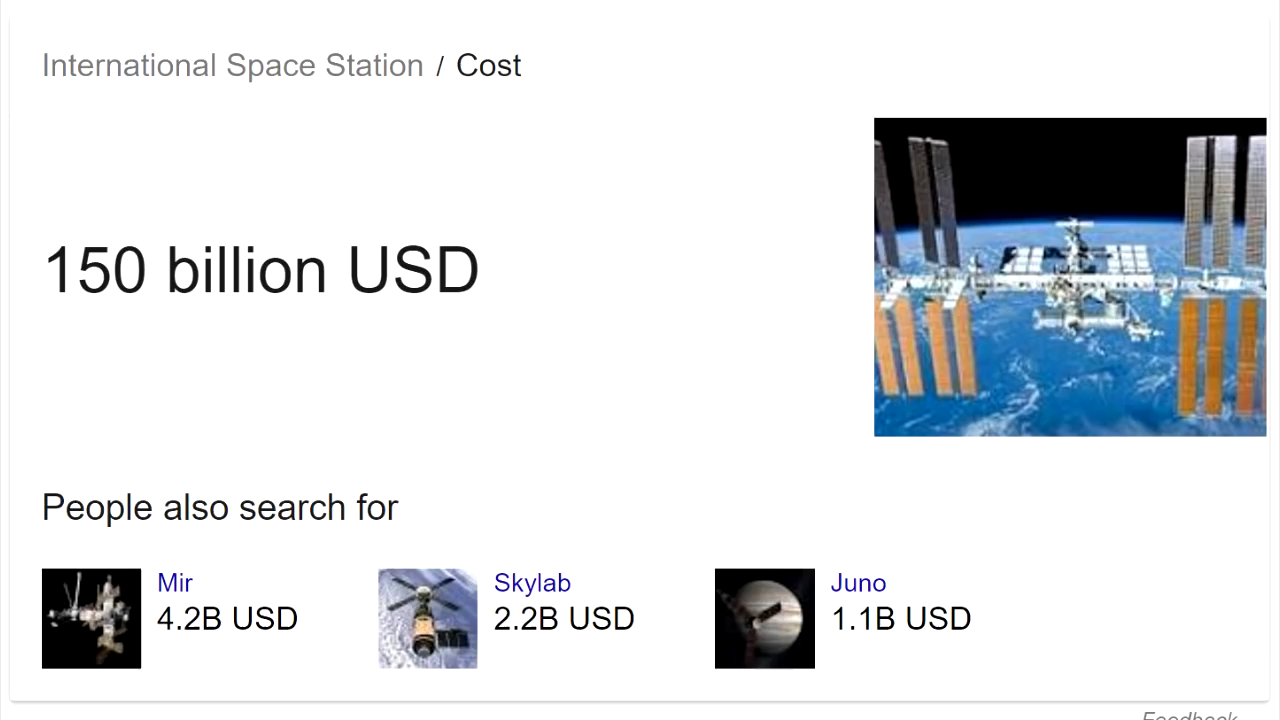 International Space Station / Cost
150 billion USD
People also search for
Mir
4.2B USD
Skylab
2.2B USD
Juno
1.1B USD
Feedback